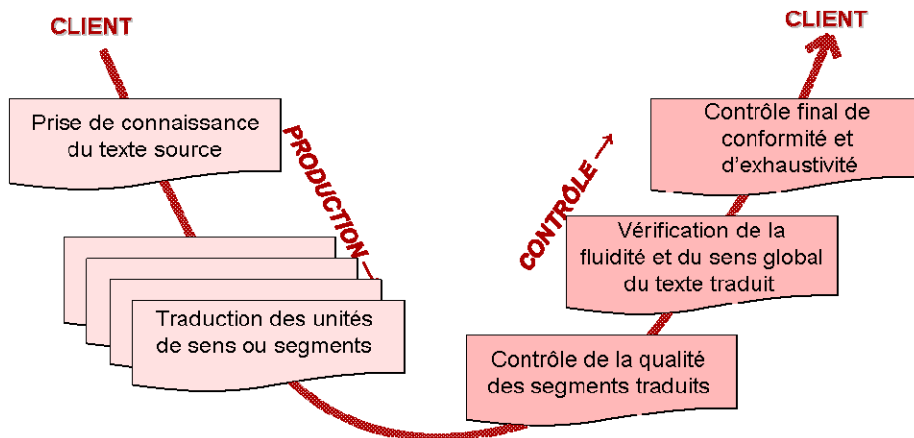 CLIENT
Prise de connaissance
du texte source
PRODUCTION →
Traduction des unités
de sens ou segments
Contrôle de la qualité
des segments traduits
Vérification de la
fluidité et du sens global
du texte traduit
CONTRÔLE →
Contrôle final de
conformité et
d'exhaustivité
CLIENT